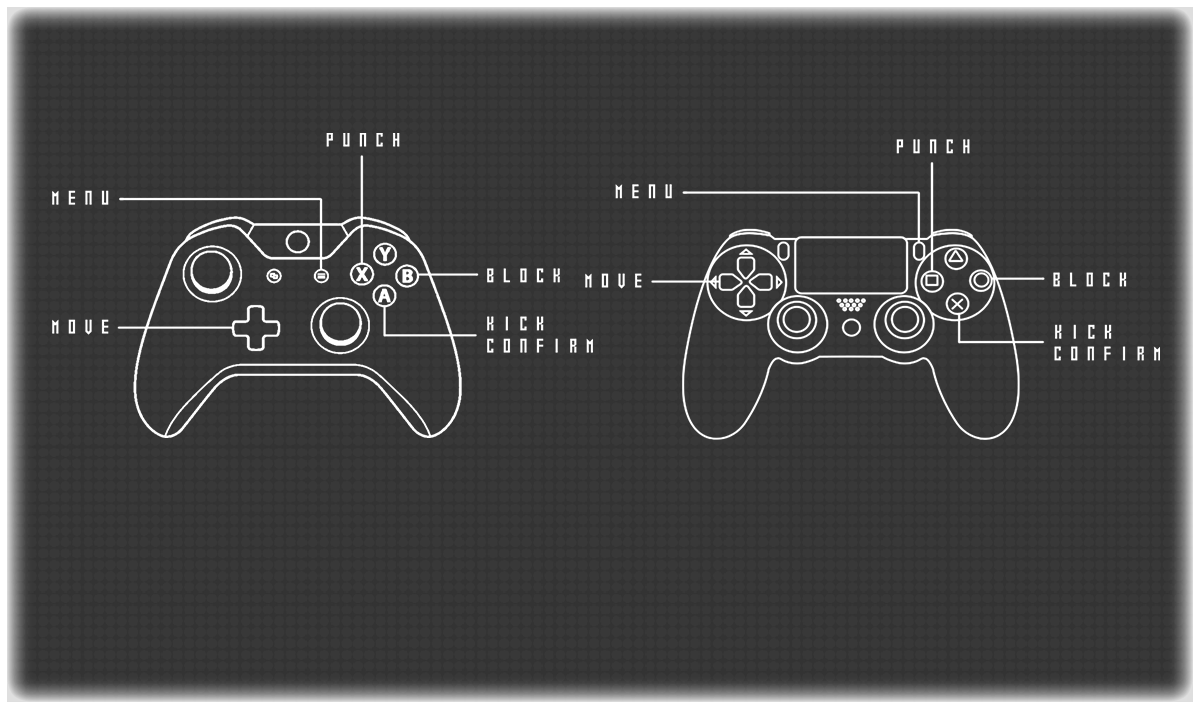 PUNCH
MENU
X
Y
B
A
BLOCK
MOVE
KICK
CONFIRM
PUNCH
MENU
MOVE
BLOCK
KICK
CONFIRM